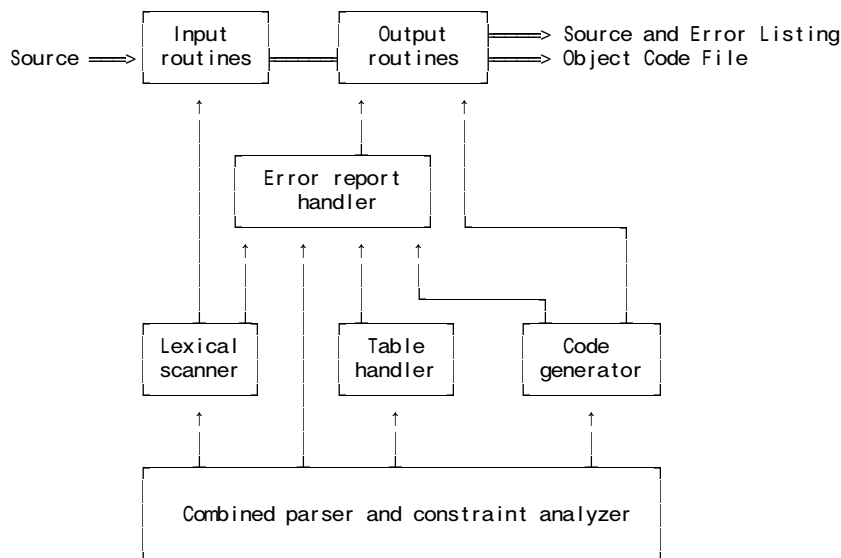 Input
routines
Output
routines
Source
Source and Error Listing
Object Code File
Error report
handler
Lexical
scanner
Table
handler
Code
generator
Combined parser and constraint analyzer